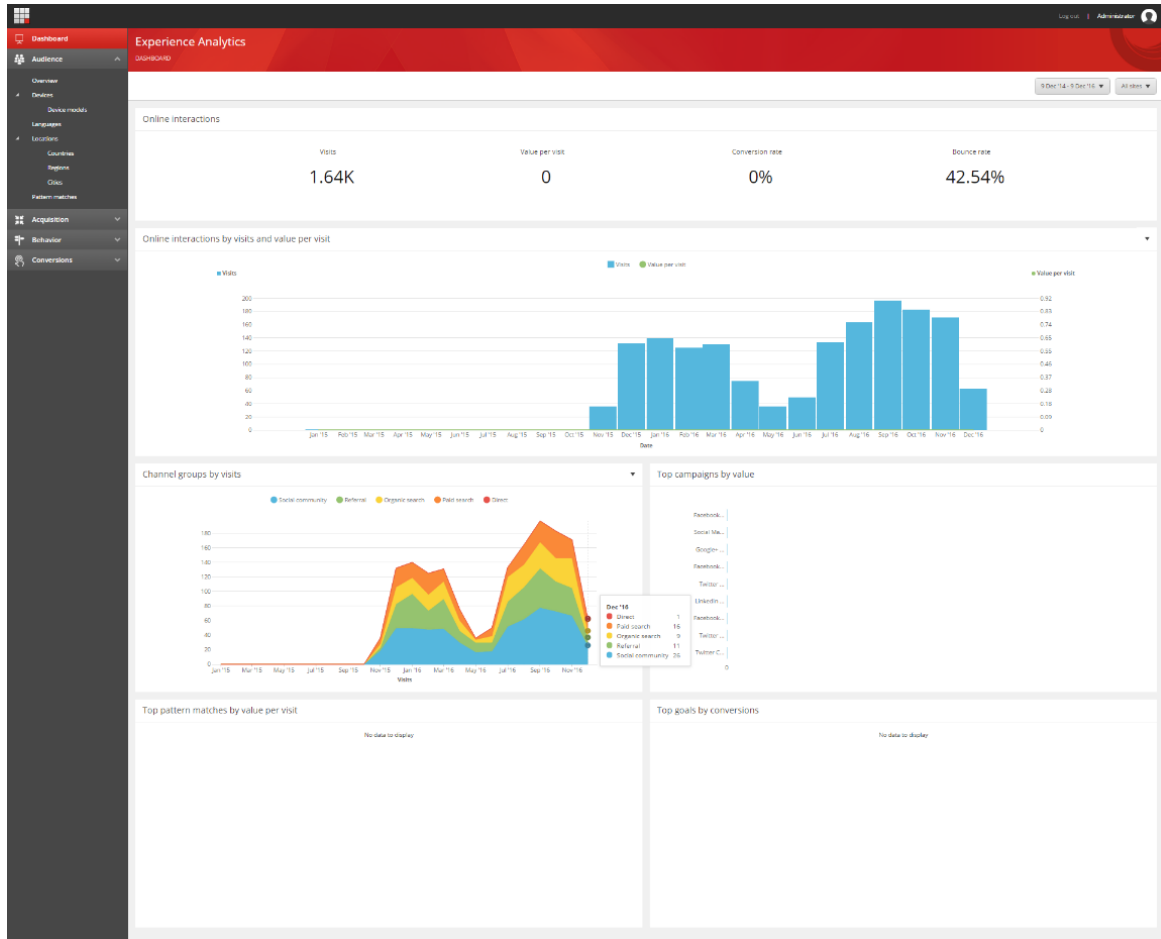 Log out | Administrator
Dashboard
Audience
Overview
Devices
Device models
Languages
Locations
Countries
Regions
Cities
Pattern matches
Acquisition
Behavior
Conversions
Experience Analytics
DASHBOARD
9 Dec '14 - 9 Dec '16
All sites
Online interactions
Visits Value per visit Conversion rate Bounce rate
1.64K 0 0% 42.54%
Online interactions by visits and value per visit
Visits Value per visit
Visits Value per visit
200 0.92
180 0.83
160 0.74
140 0.65
120 0.55
100 0.46
80 0.37
60 0.28
40 0.18
20 0.09
0 0
Jan '15 Feb '15 Mar '15 Apr '15 May '15 Jun '15 Jul '15 Aug '15 Sep '15 Oct '15 Nov '15 Dec '15 Jan '16 Feb '16 Mar '16 Apr '16 May '16 Jun '16 Jul '16 Aug '16 Sep '16 Oct '16 Nov '16 Dec '16
Date
Channel groups by visits
Social community Referral Organic search Paid search Direct
180
160
140
120
100
80
60
40
20
0
Jan '15 Mar '15 May '15 Jul '15 Sep '15 Nov '15 Jan '16 Mar '16 May '16 Jul '16 Sep '16 Nov '16
Visits
Dec '16
Direct 1
Paid search 16
Organic search 9
Referral 11
Social community 26
Top campaigns by value
Facebook...
Social Me...
Google+ ...
Facebook...
Twitter ...
LinkedIn ...
Facebook...
Twitter ...
Twitter C...
0
Top pattern matches by value per visit
No data to display
Top goals by conversions
No data to display